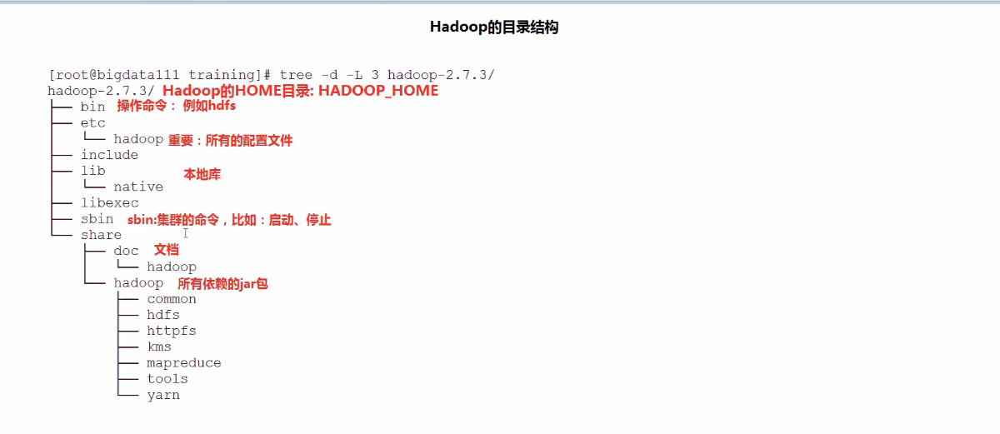 Hadoop的目录结构
[root@bigdata111 training]# tree -d -L 3 hadoop-2.7.3/
hadoop-2.7.3/ Hadoop的HOME目录: HADOOP_HOME
├── bin 操作命令： 例如hdfs
├── etc
│   └── hadoop 重要：所有的配置文件
├── include
├── lib 本地库
│   └── native
├── libexec
├── sbin sbin:集群的命令，比如：启动、停止
└── share
    ├── doc 文档
    │   └── hadoop
    └── hadoop 所有依赖的jar包
        ├── common
        ├── hdfs
        ├── httpfs
        ├── kms
        ├── mapreduce
        ├── tools
        └── yarn